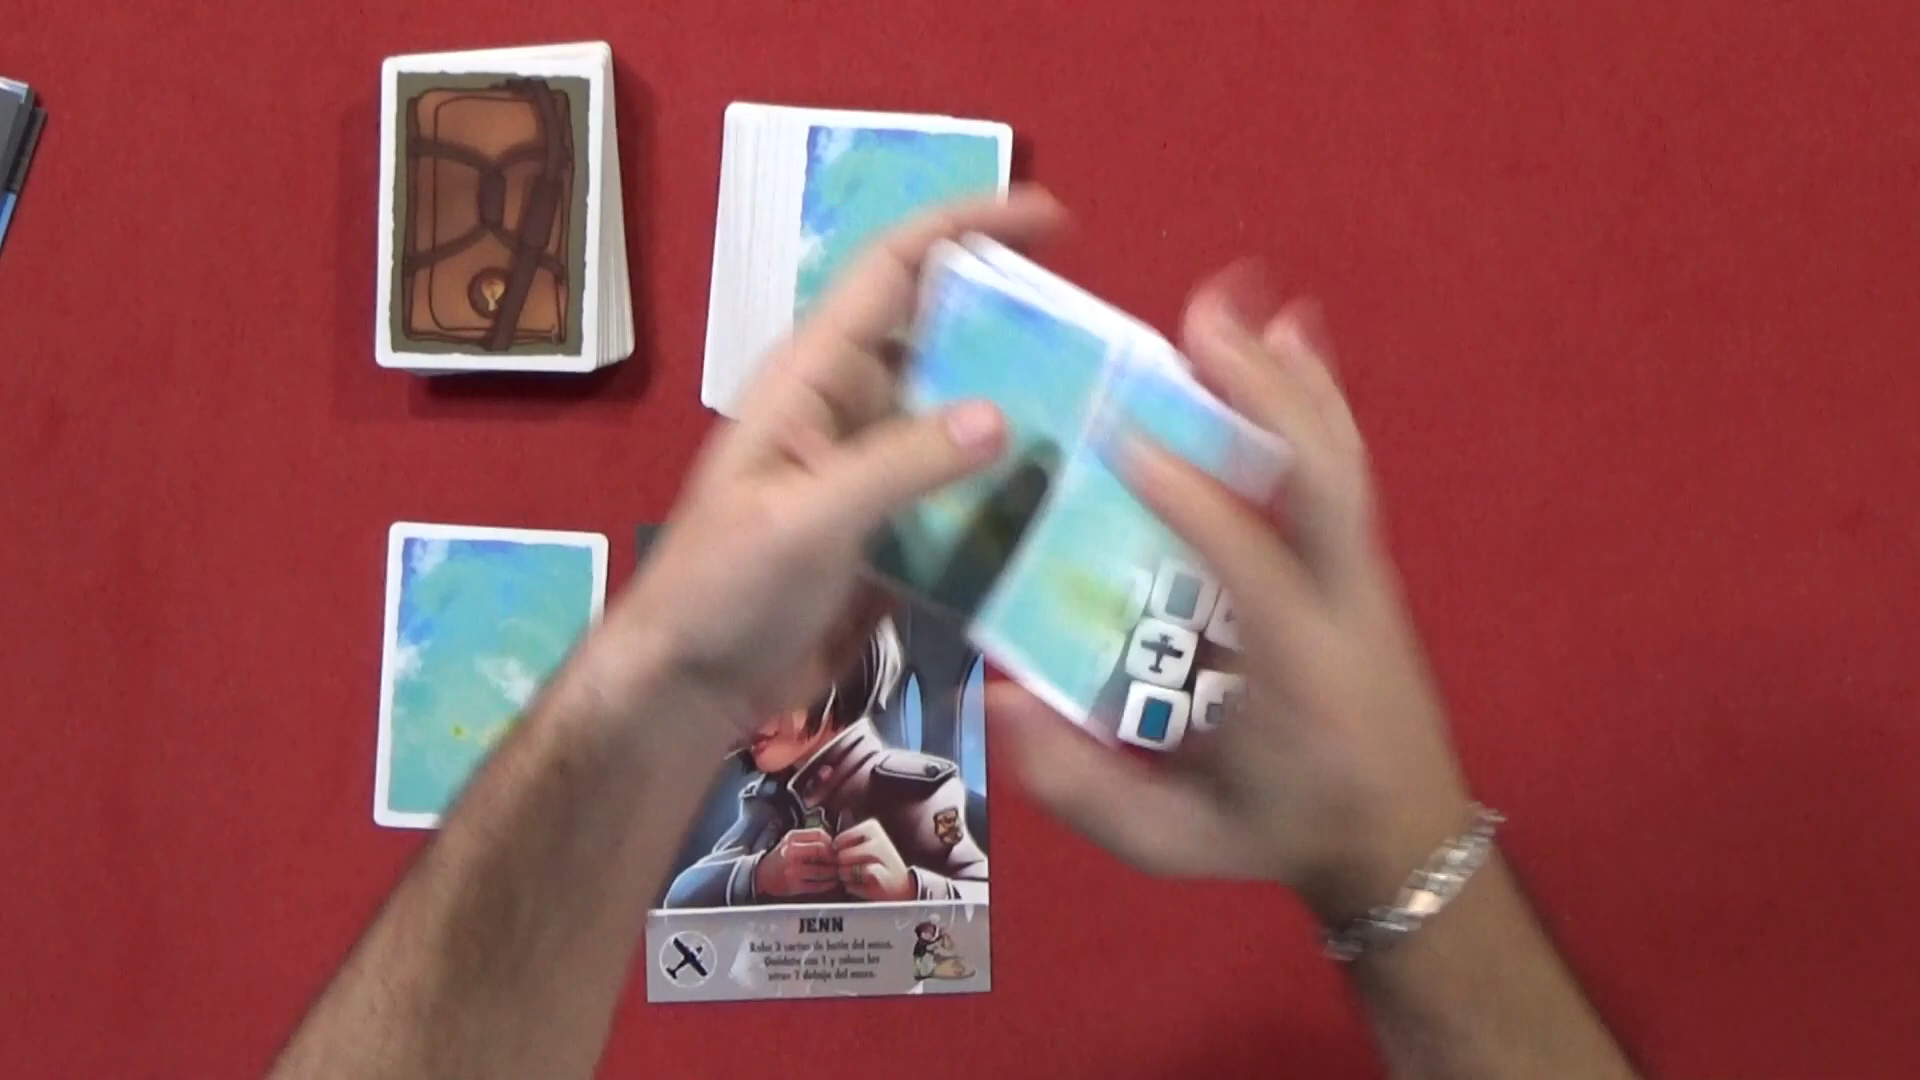 JENN
Roba 3 cartas de botín del mazo.
Quédate con 1 y coloca las
otras 2 debajo del mazo.